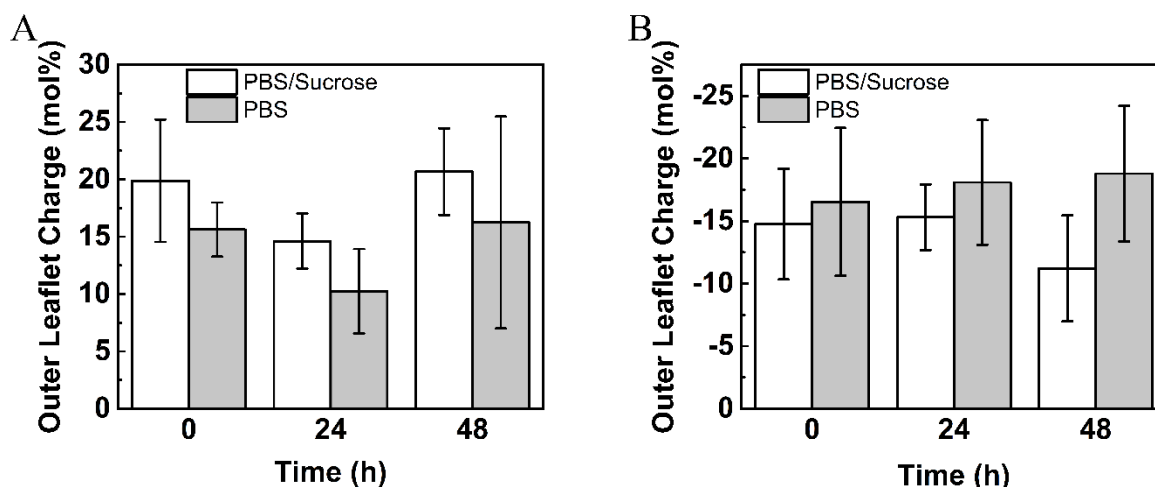 A
Outer Leaflet Charge (mol%)
30
25
20
15
10
5
0
PBS/Sucrose
PBS
0
24
48
Time (h)
B
Outer Leaflet Charge (mol%)
-25
-20
-15
-10
-5
0
PBS/Sucrose
PBS
0
24
48
Time (h)